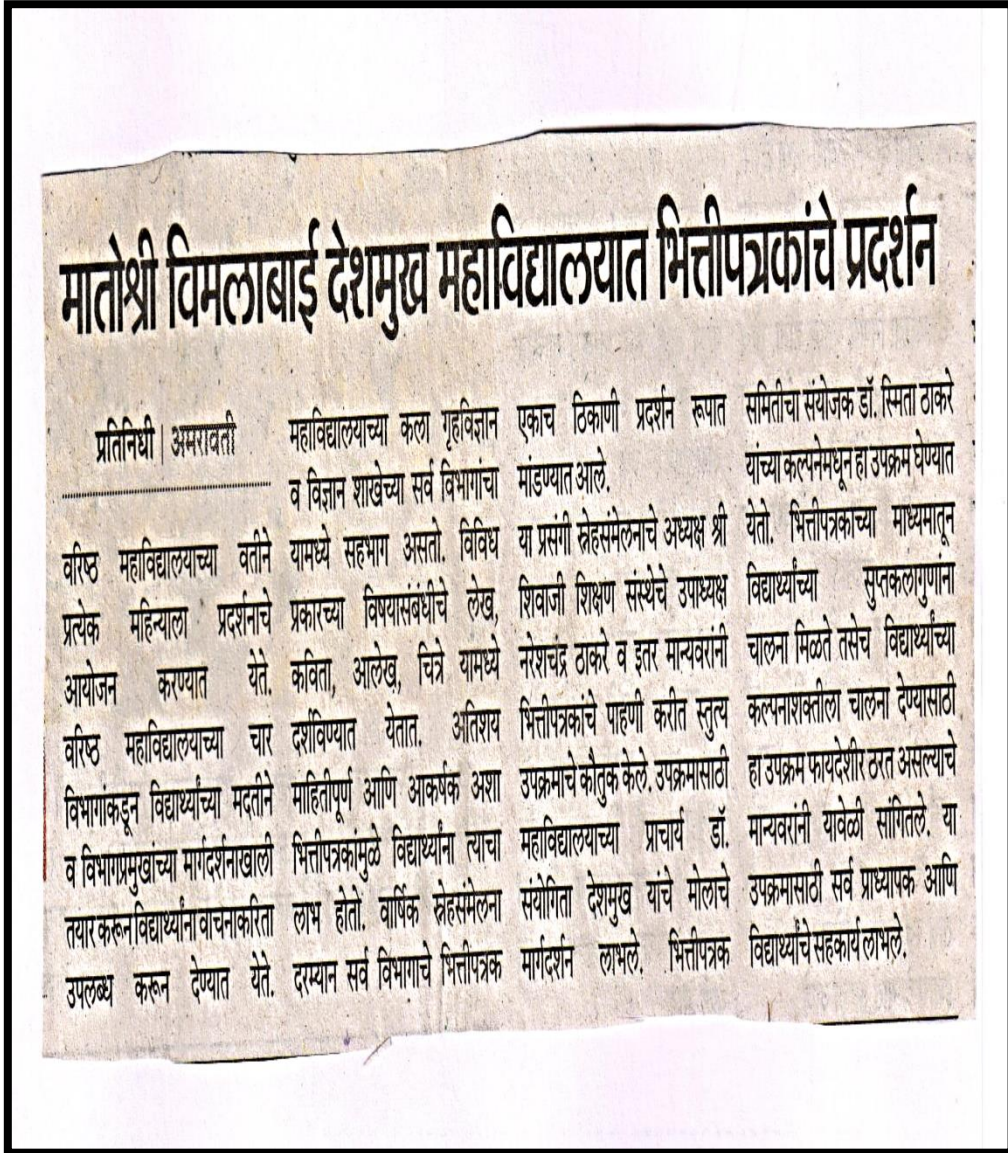 मातोश्री विमलाबाई देशमुख महाविद्यालयात भित्तीपत्रकांचे प्रदर्शन
प्रतिनिधी | अमरावती
वरिष्ठ महाविद्यालयाच्या वतीने
प्रत्येक महिन्याला प्रदर्शनाचे
आयोजन करण्यात येते.
वरिष्ठ महाविद्यालयाच्या चार
विभागांकडून विद्यार्थ्यांच्या मदतीने
व विभागप्रमुखांच्या मार्गदर्शनाखाली
तयार करून विद्यार्थ्यांना वाचनाकरिता
उपलब्ध करून देण्यात येते.
महाविद्यालयाच्या कला गृहविज्ञान
व विज्ञान शाखेच्या सर्व विभागांचा
यामध्ये सहभाग असतो. विविध
प्रकारच्या विषयासंबंधीचे लेख,
कविता, आलेख, चित्रे यामध्ये
दर्शविण्यात येतात. अतिशय
माहितीपूर्ण आणि आकर्षक अशा
भित्तीपत्रकांमुळे विद्यार्थ्यांना त्याचा
लाभ होतो. वार्षिक स्नेहसंमेलना
दरम्यान सर्व विभागाचे भित्तीपत्रक
एकाच ठिकाणी प्रदर्शन रूपात
मांडण्यात आले.
या प्रसंगी स्नेहसंमेलनाचे अध्यक्ष श्री
शिवाजी शिक्षण संस्थेचे उपाध्यक्ष
नरेशचंद्र ठाकरे व इतर मान्यवरांनी
भित्तीपत्रकांचे पाहणी करीत स्तुत्य
उपक्रमाचे कौतुक केले. उपक्रमासाठी
महाविद्यालयाच्या प्राचार्य डॉ.
संयोगिता देशमुख यांचे मोलाचे
मार्गदर्शन लाभले. भित्तीपत्रक
समितीचा संयोजक डॉ. स्मिता ठाकरे
यांच्या कल्पनेमधून हा उपक्रम घेण्यात
येतो. भित्तीपत्रकाच्या माध्यमातून
विद्यार्थ्यांच्या सुप्तकलागुणांना
चालना मिळते तसेच विद्यार्थ्यांच्या
कल्पनाशक्तीला चालना देण्यासाठी
हा उपक्रम फायदेशीर ठरत असल्याचे
मान्यवरांनी यावेळी सांगितले. या
उपक्रमासाठी सर्व प्राध्यापक आणि
विद्यार्थ्यांचे सहकार्य लाभले.